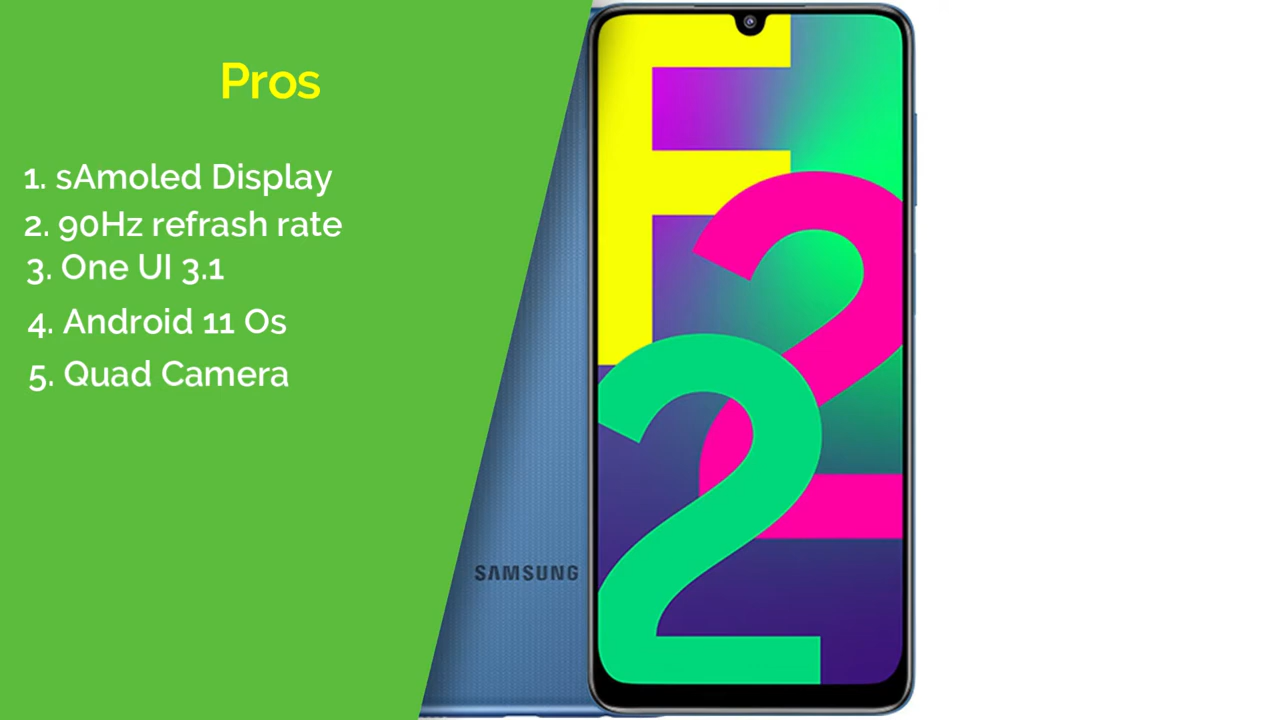 Pros
1. sAmoled Display
2. 90Hz refrash rate
3. One UI 3.1
4. Android 11 Os
5. Quad Camera
SAMSUNG
F22